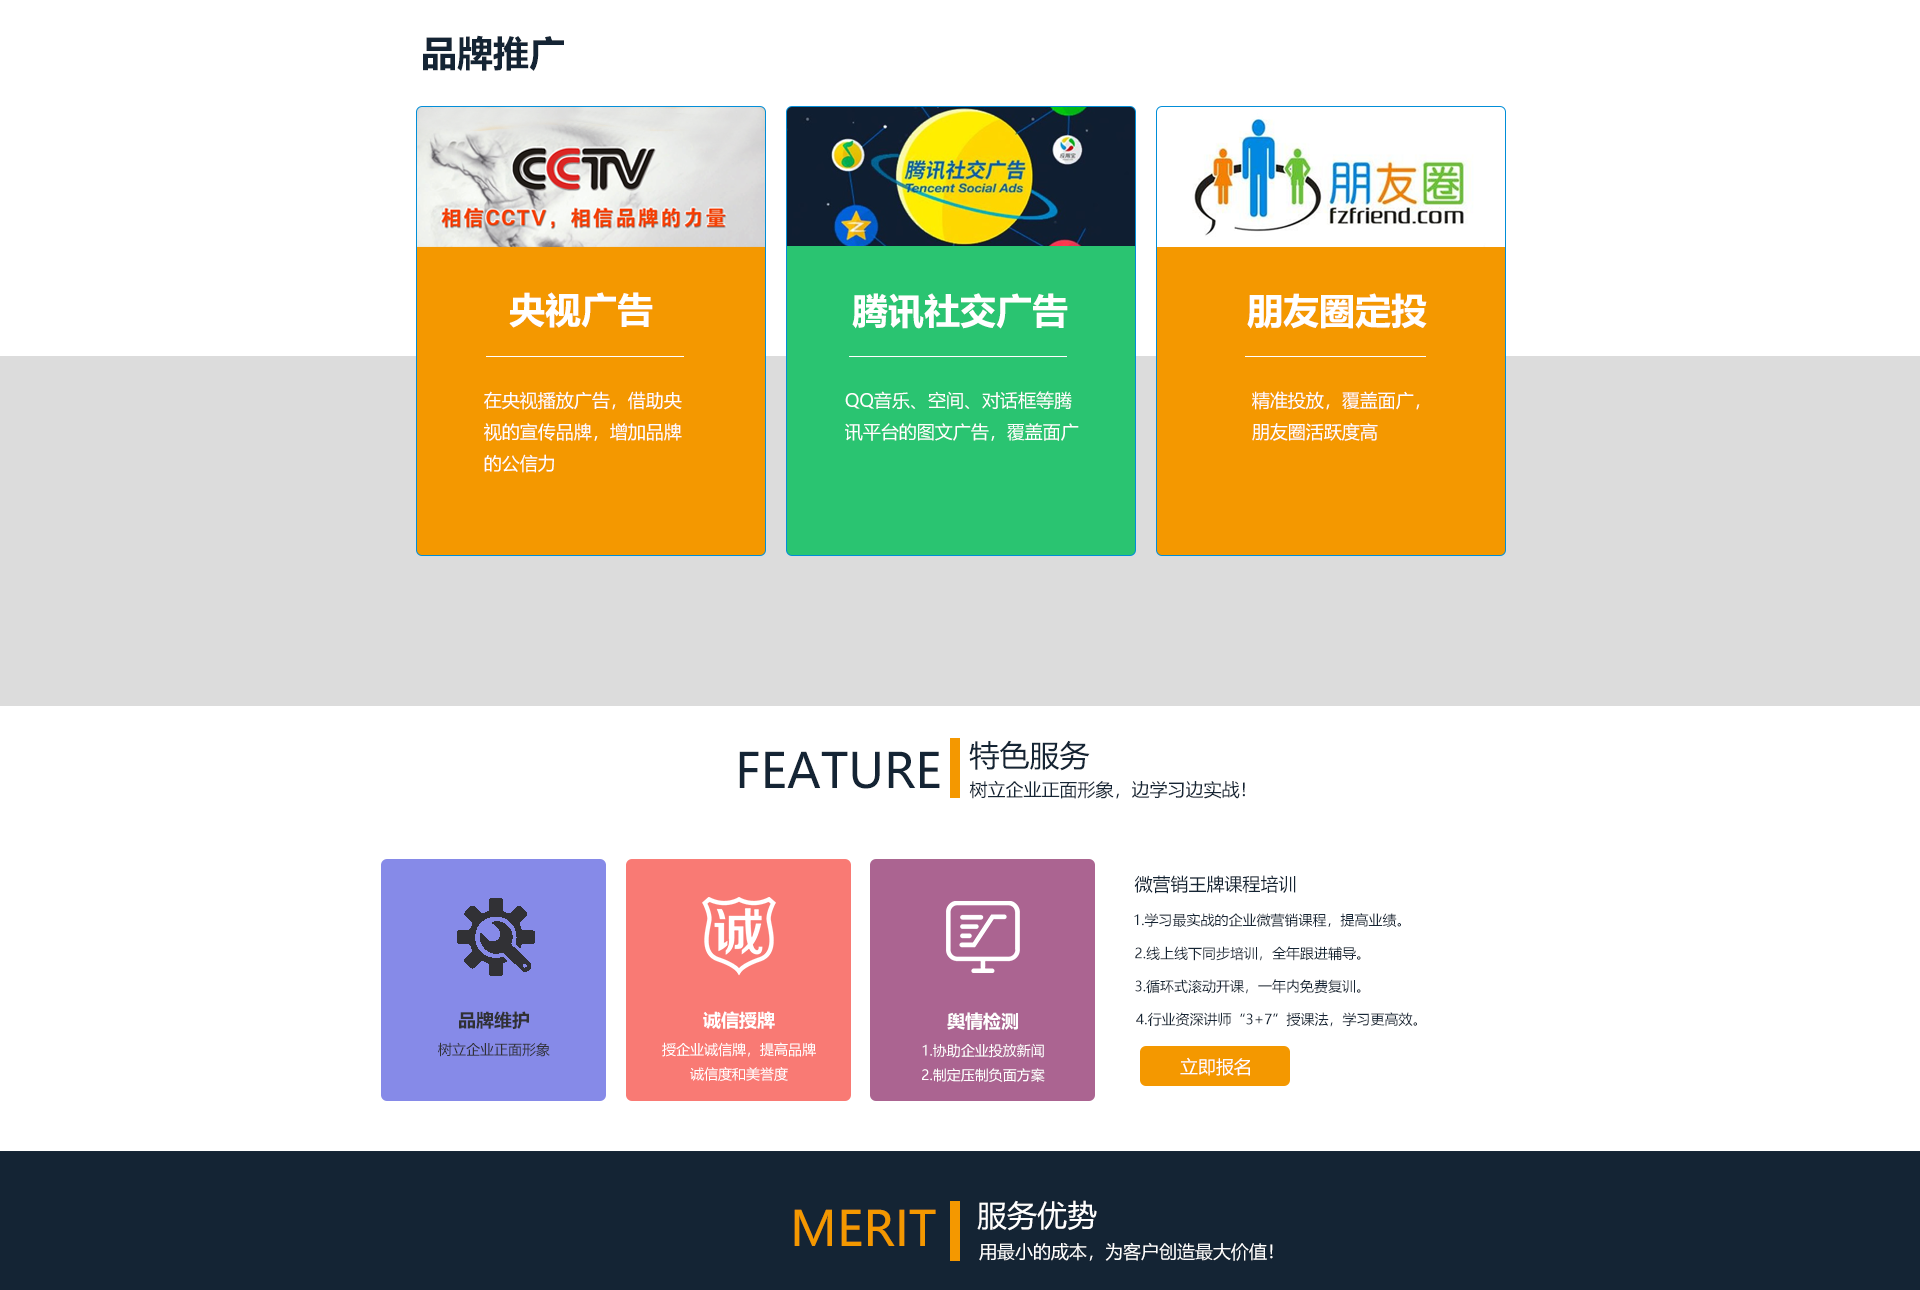 品牌推广
CCTV
相信CCTV，相信品牌的力量
央视广告
在央视播放广告，借助央
视的宣传品牌，增加品牌
的公信力
腾讯社交广告
Tencent Social Ads
腾讯社交广告
QQ音乐、空间、对话框等腾
讯平台的图文广告，覆盖面广
朋友圈
fzfriend.com
朋友圈定投
精准投放，覆盖面广，
朋友圈活跃度高
FEATURE
特色服务
树立企业正面形象，边学习边实战！
品牌维护
树立企业正面形象
诚
诚信授牌
授企业诚信牌，提高品牌
诚信度和美誉度
舆情检测
1.协助企业投放新闻
2.制定压制负面方案
微营销王牌课程培训
1.学习最实战的企业微营销课程，提高业绩。
2.线上线下同步培训，全年跟进辅导。
3.循环式滚动开课，一年内免费复训。
4.行业资深讲师“3+7”授课法，学习更高效。
立即报名
MERIT
服务优势
用最小的成本，为客户创造最大价值！